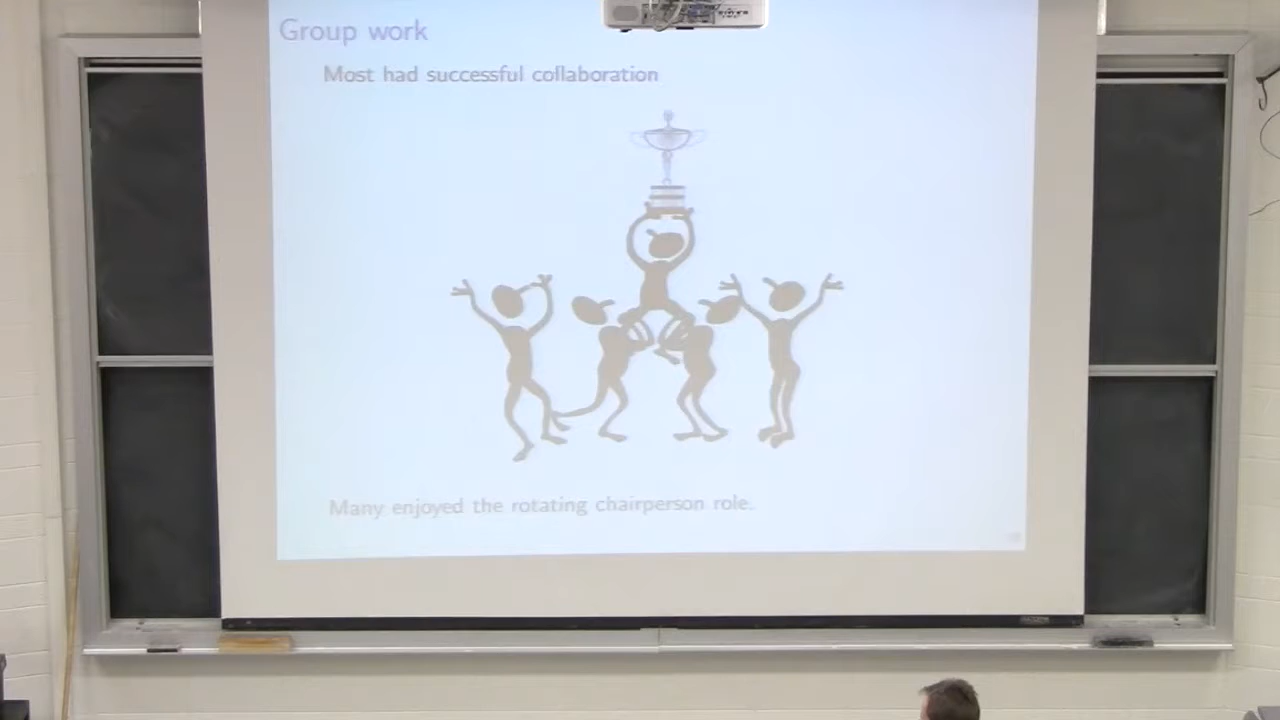 Group work
Most had successful collaboration
Many enjoyed the rotating chairperson role.